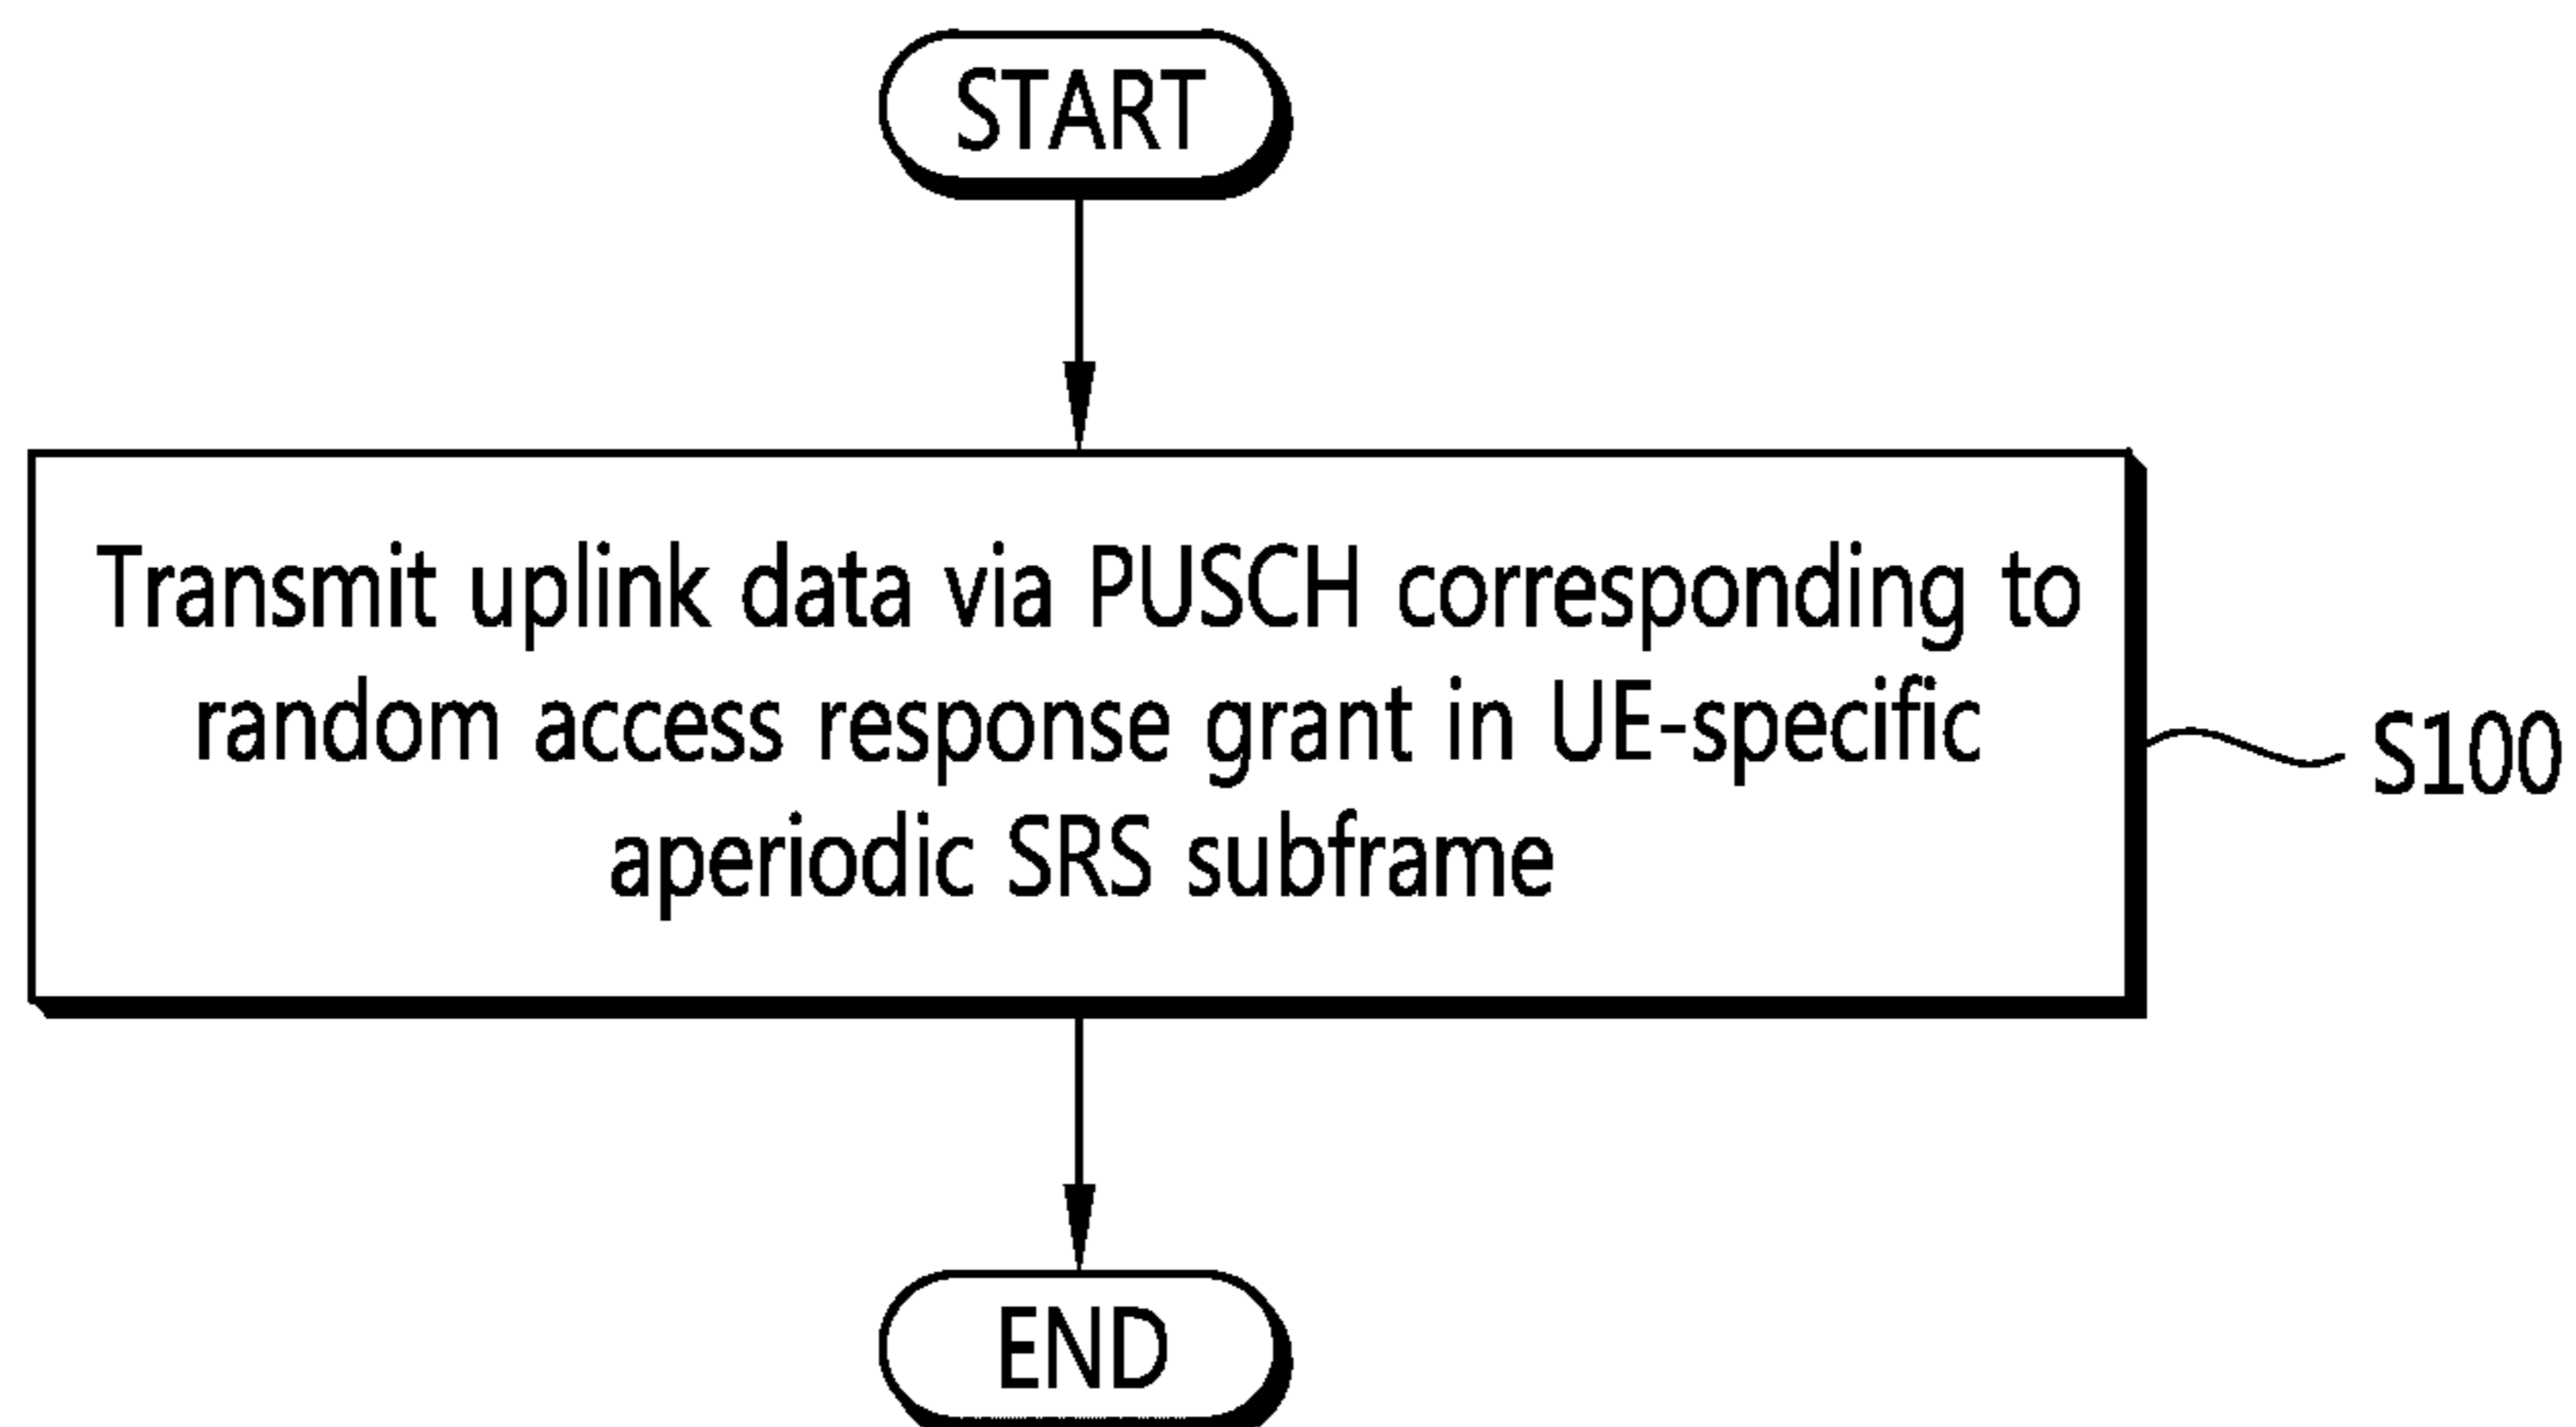 START
Transmit uplink data via PUSCH corresponding to
random access response grant in UE-specific
aperiodic SRS subframe
S100
END